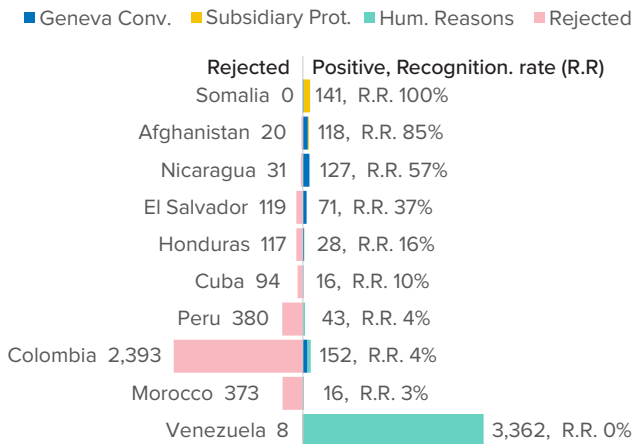 Geneva Conv. Subsidiary Prot. Hum. Reasons Rejected
Rejected Positive, Recognition. rate (R.R)
Somalia 0 141, R.R. 100%
Afghanistan 20 118, R.R. 85%
Nicaragua 31 127, R.R. 57%
El Salvador 119 71, R.R. 37%
Honduras 117 28, R.R. 16%
Cuba 94 16, R.R. 10%
Peru 380 43, R.R. 4%
Colombia 2,393 152, R.R. 4%
Morocco 373 16, R.R. 3%
Venezuela 8 3,362, R.R. 0%